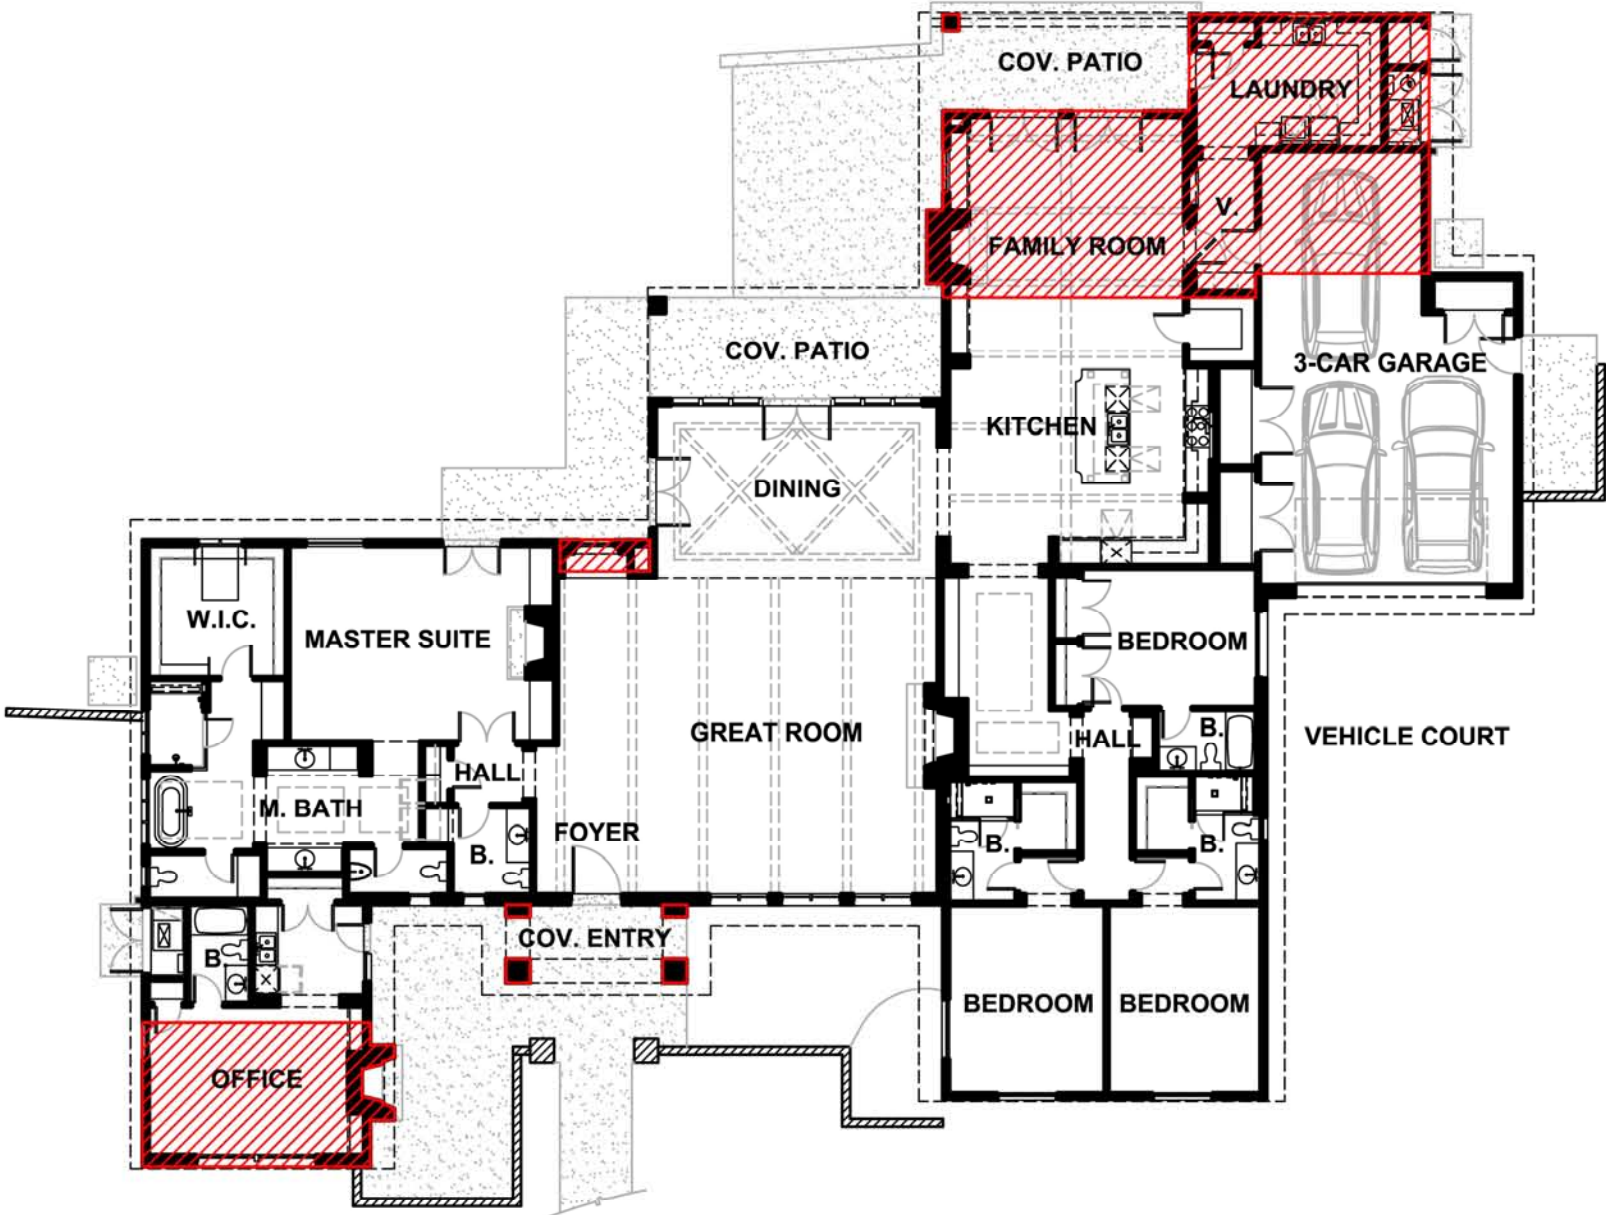 COV. PATIO
LAUNDRY
V.
FAMILY ROOM
COV. PATIO
3-CAR GARAGE
KITCHEN
DINING
W.I.C.
MASTER SUITE
BEDROOM
GREAT ROOM
HALL
B.
VEHICLE COURT
HALL
M. BATH
FOYER
B.
B.
B.
COV. ENTRY
B.
BEDROOM
BEDROOM
OFFICE